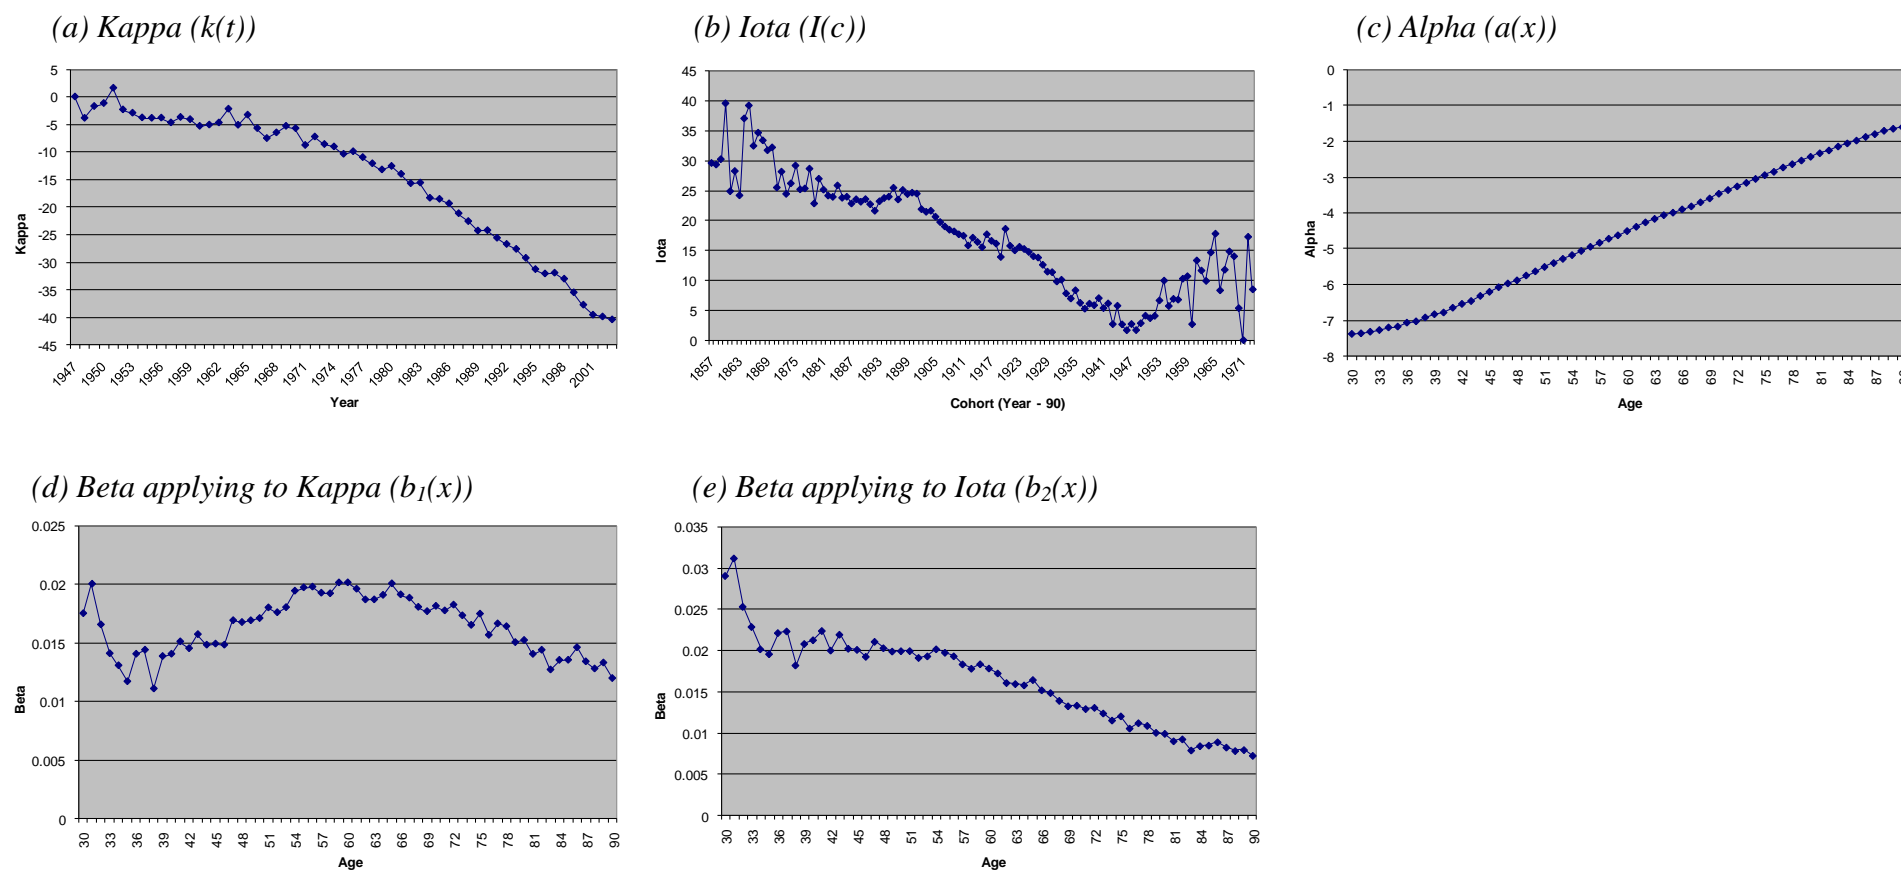 (a) Kappa (k(t))
(b) Iota (I(c))
(c) Alpha (a(x))
5
0
-5
-10
-15
-20
-25
-30
-35
-40
-45
Kappa
1947 1950 1953 1956 1959 1962 1965 1968 1971 1974 1977 1980 1983 1986 1989 1992 1995 1998 2001
Year
45
40
35
30
25
20
15
10
5
0
Iota
1857 1863 1869 1875 1881 1887 1893 1899 1905 1911 1917 1923 1929 1935 1941 1947 1953 1959 1965 1971
Cohort (Year - 90)
0
-1
-2
-3
-4
-5
-6
-7
-8
Alpha
30 33 36 39 42 45 48 51 54 57 60 63 66 69 72 75 78 81 84 87
Age
(d) Beta applying to Kappa (b1(x))
(e) Beta applying to Iota (b2(x))
0.025
0.02
0.015
0.01
0.005
0
Beta
30 33 36 39 42 45 48 51 54 57 60 63 66 69 72 75 78 81 84 87 90
Age
0.035
0.03
0.025
0.02
0.015
0.01
0.005
0
Beta
30 33 36 39 42 45 48 51 54 57 60 63 66 69 72 75 78 81 84 87 90
Age